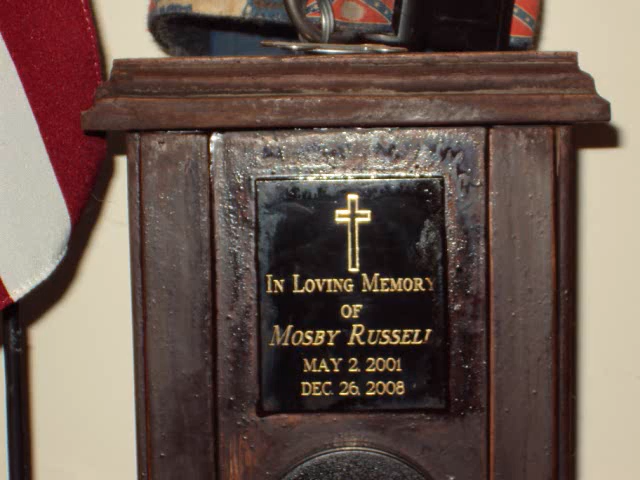 In Loving Memory
of
Mosby Russell
May 2, 2001
Dec. 26, 2008